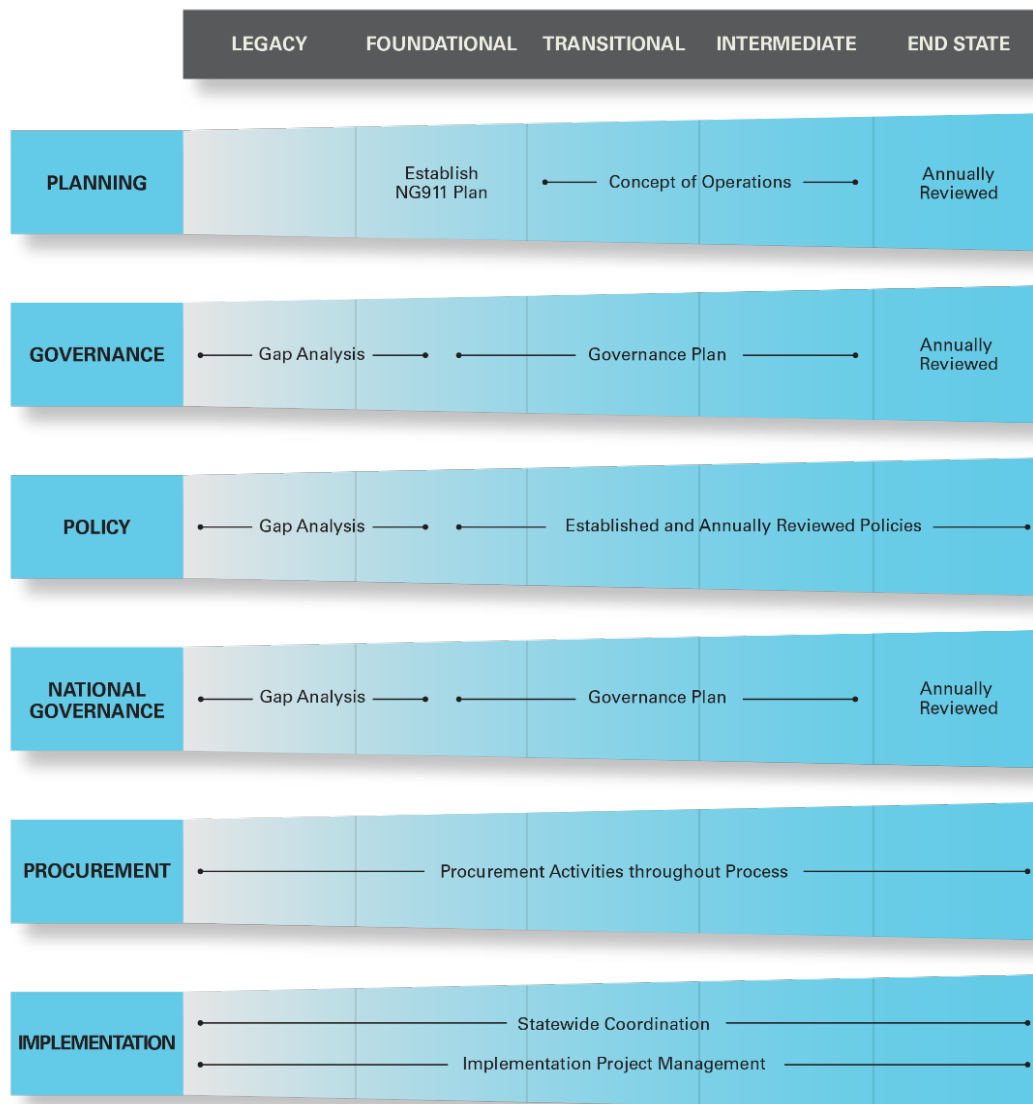 LEGACY FOUNDATIONAL TRANSITIONAL INTERMEDIATE END STATE
PLANNING
Establish
NG911 Plan
Concept of Operations
Annually
Reviewed
GOVERNANCE
Gap Analysis
Governance Plan
Annually
Reviewed
POLICY
Gap Analysis
Established and Annually Reviewed Policies
NATIONAL
GOVERNANCE
Gap Analysis
Governance Plan
Annually
Reviewed
PROCUREMENT
Procurement Activities throughout Process
IMPLEMENTATION
Statewide Coordination
Implementation Project Management